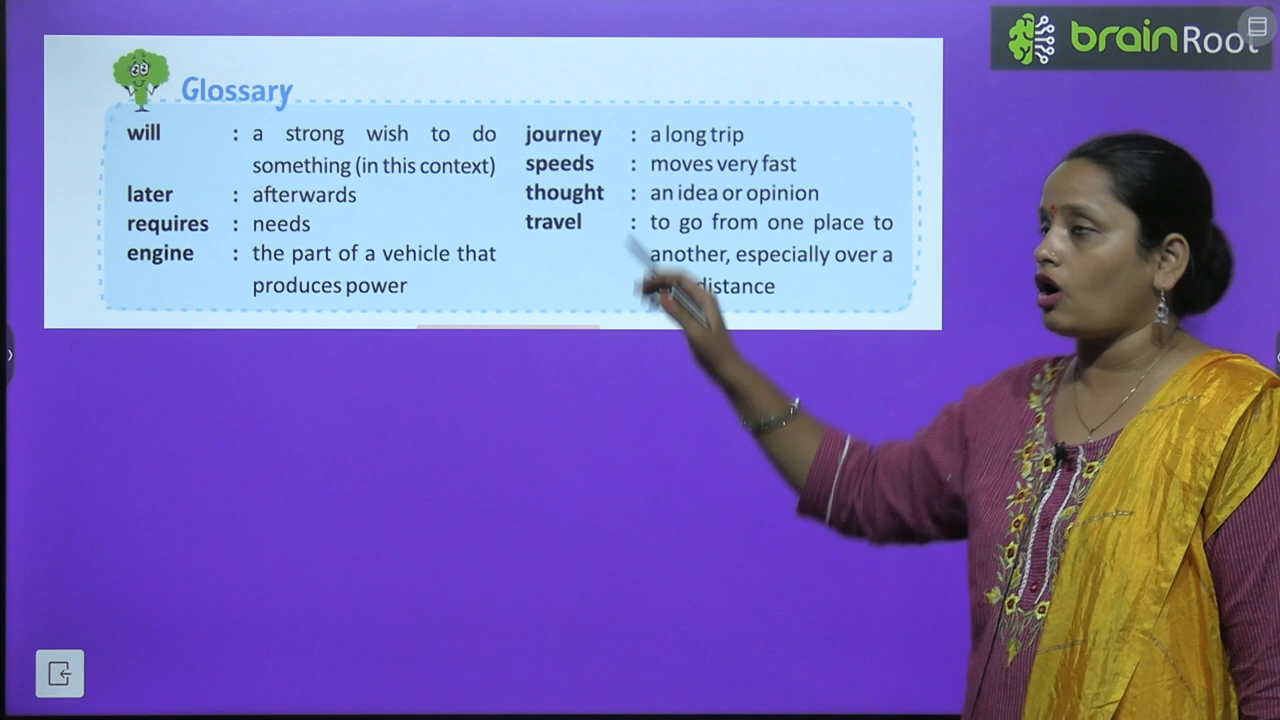 Glossary
will : a strong wish to do
something (in this context)
later : afterwards
requires : needs
engine : the part of a vehicle that
produces power
journey : a long trip
speeds : moves very fast
thought : an idea or opinion
travel : to go from one place to
another, especially over a
distance
brainRoot